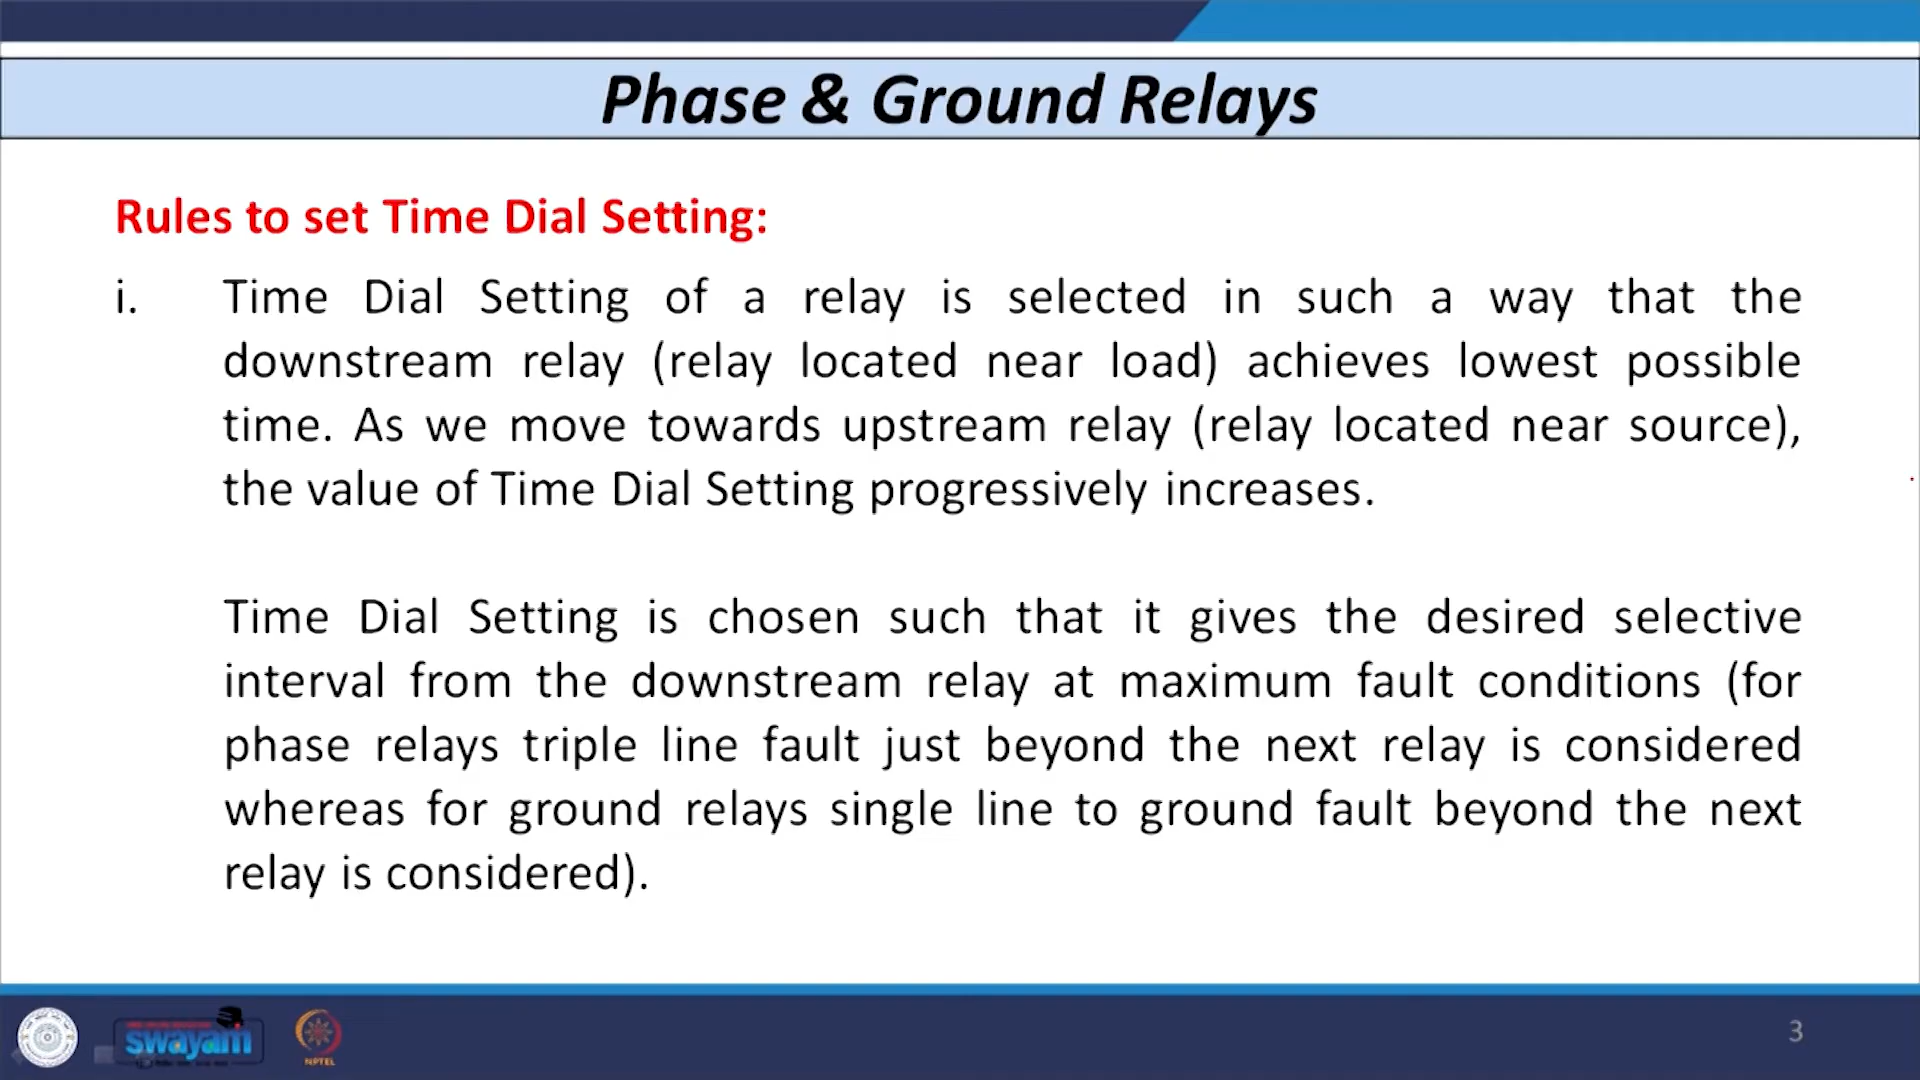 Phase & Ground Relays
Rules to set Time Dial Setting:
i. Time Dial Setting of a relay is selected in such a way that the
downstream relay (relay located near load) achieves lowest possible
time. As we move towards upstream relay (relay located near source),
the value of Time Dial Setting progressively increases.
Time Dial Setting is chosen such that it gives the desired selective
interval from the downstream relay at maximum fault conditions (for
phase relays triple line fault just beyond the next relay is considered
whereas for ground relays single line to ground fault beyond the next
relay is considered).
swayam
NPTEL
3